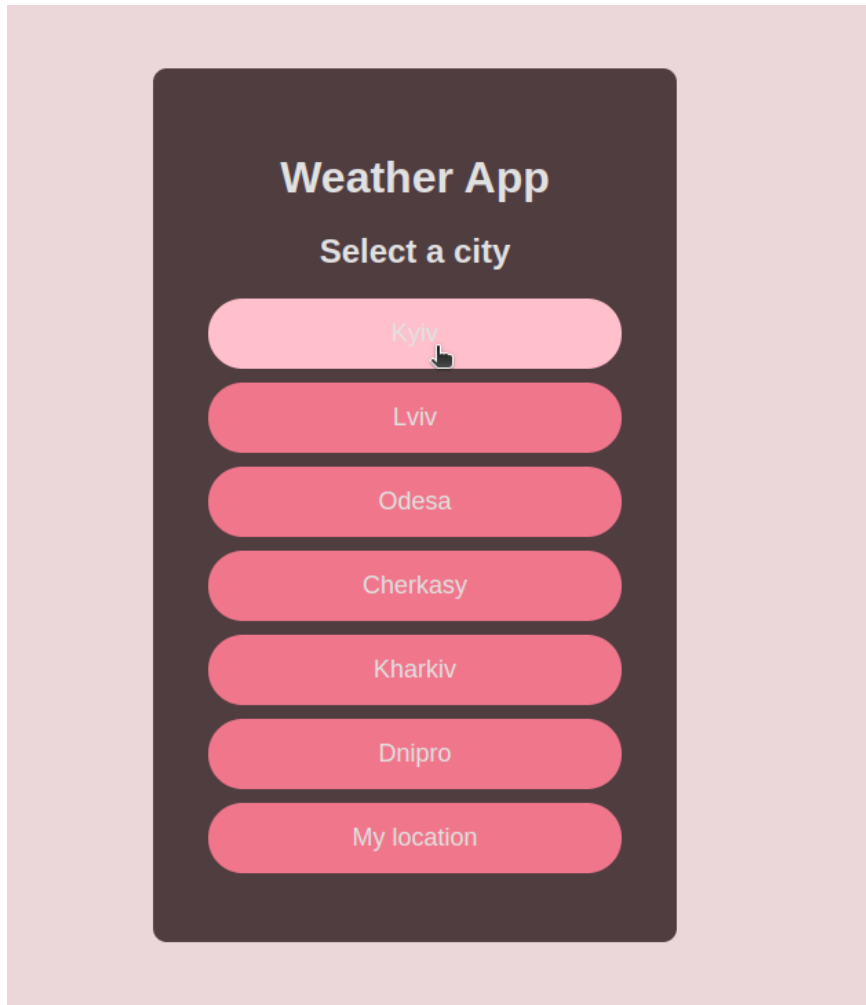 Weather App
Select a city
Kyiv
Lviv
Odesa
Cherkasy
Kharkiv
Dnipro
My location